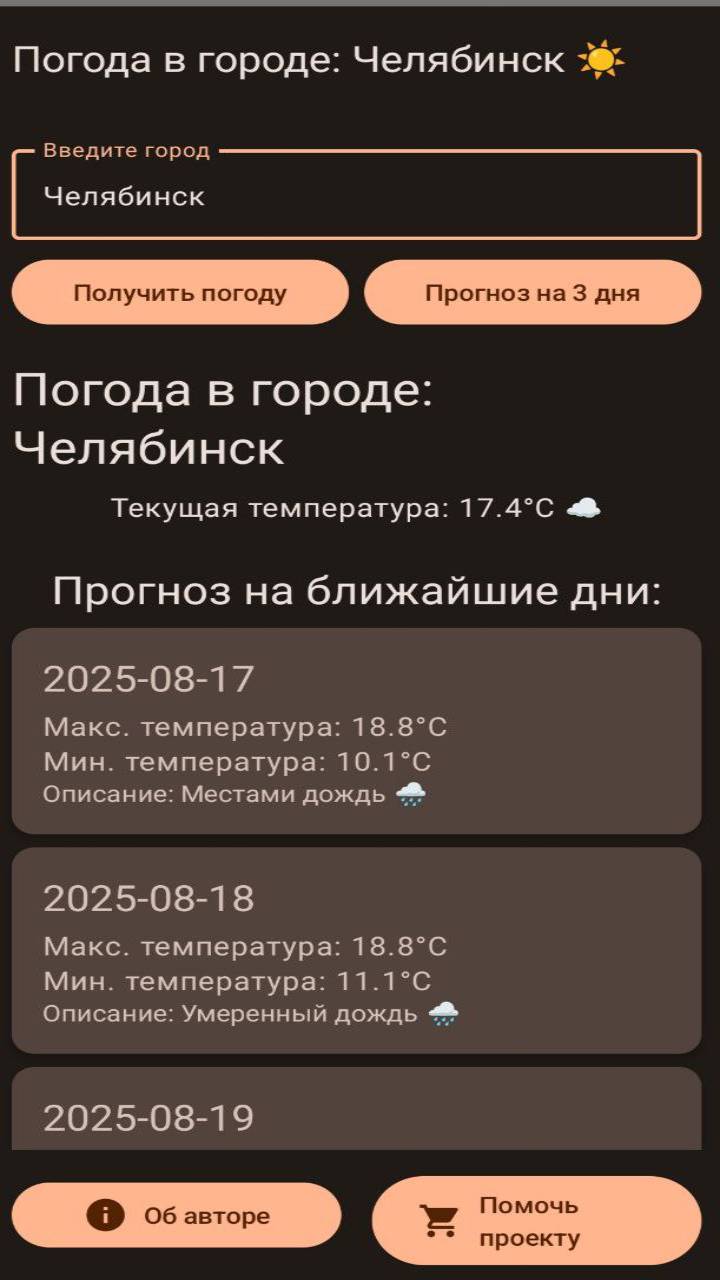 Погода в городе: Челябинск ☀️
Введите город
Челябинск
Получить погоду
Прогноз на 3 дня
Погода в городе:
Челябинск
Текущая температура: 17.4°C ☁️
Прогноз на ближайшие дни:
2025-08-17
Макс. температура: 18.8°C
Мин. температура: 10.1°C
Описание: Местами дождь 🌧️
2025-08-18
Макс. температура: 18.8°C
Мин. температура: 11.1°C
Описание: Умеренный дождь 🌧️
2025-08-19
Об авторе
Помочь
проекту